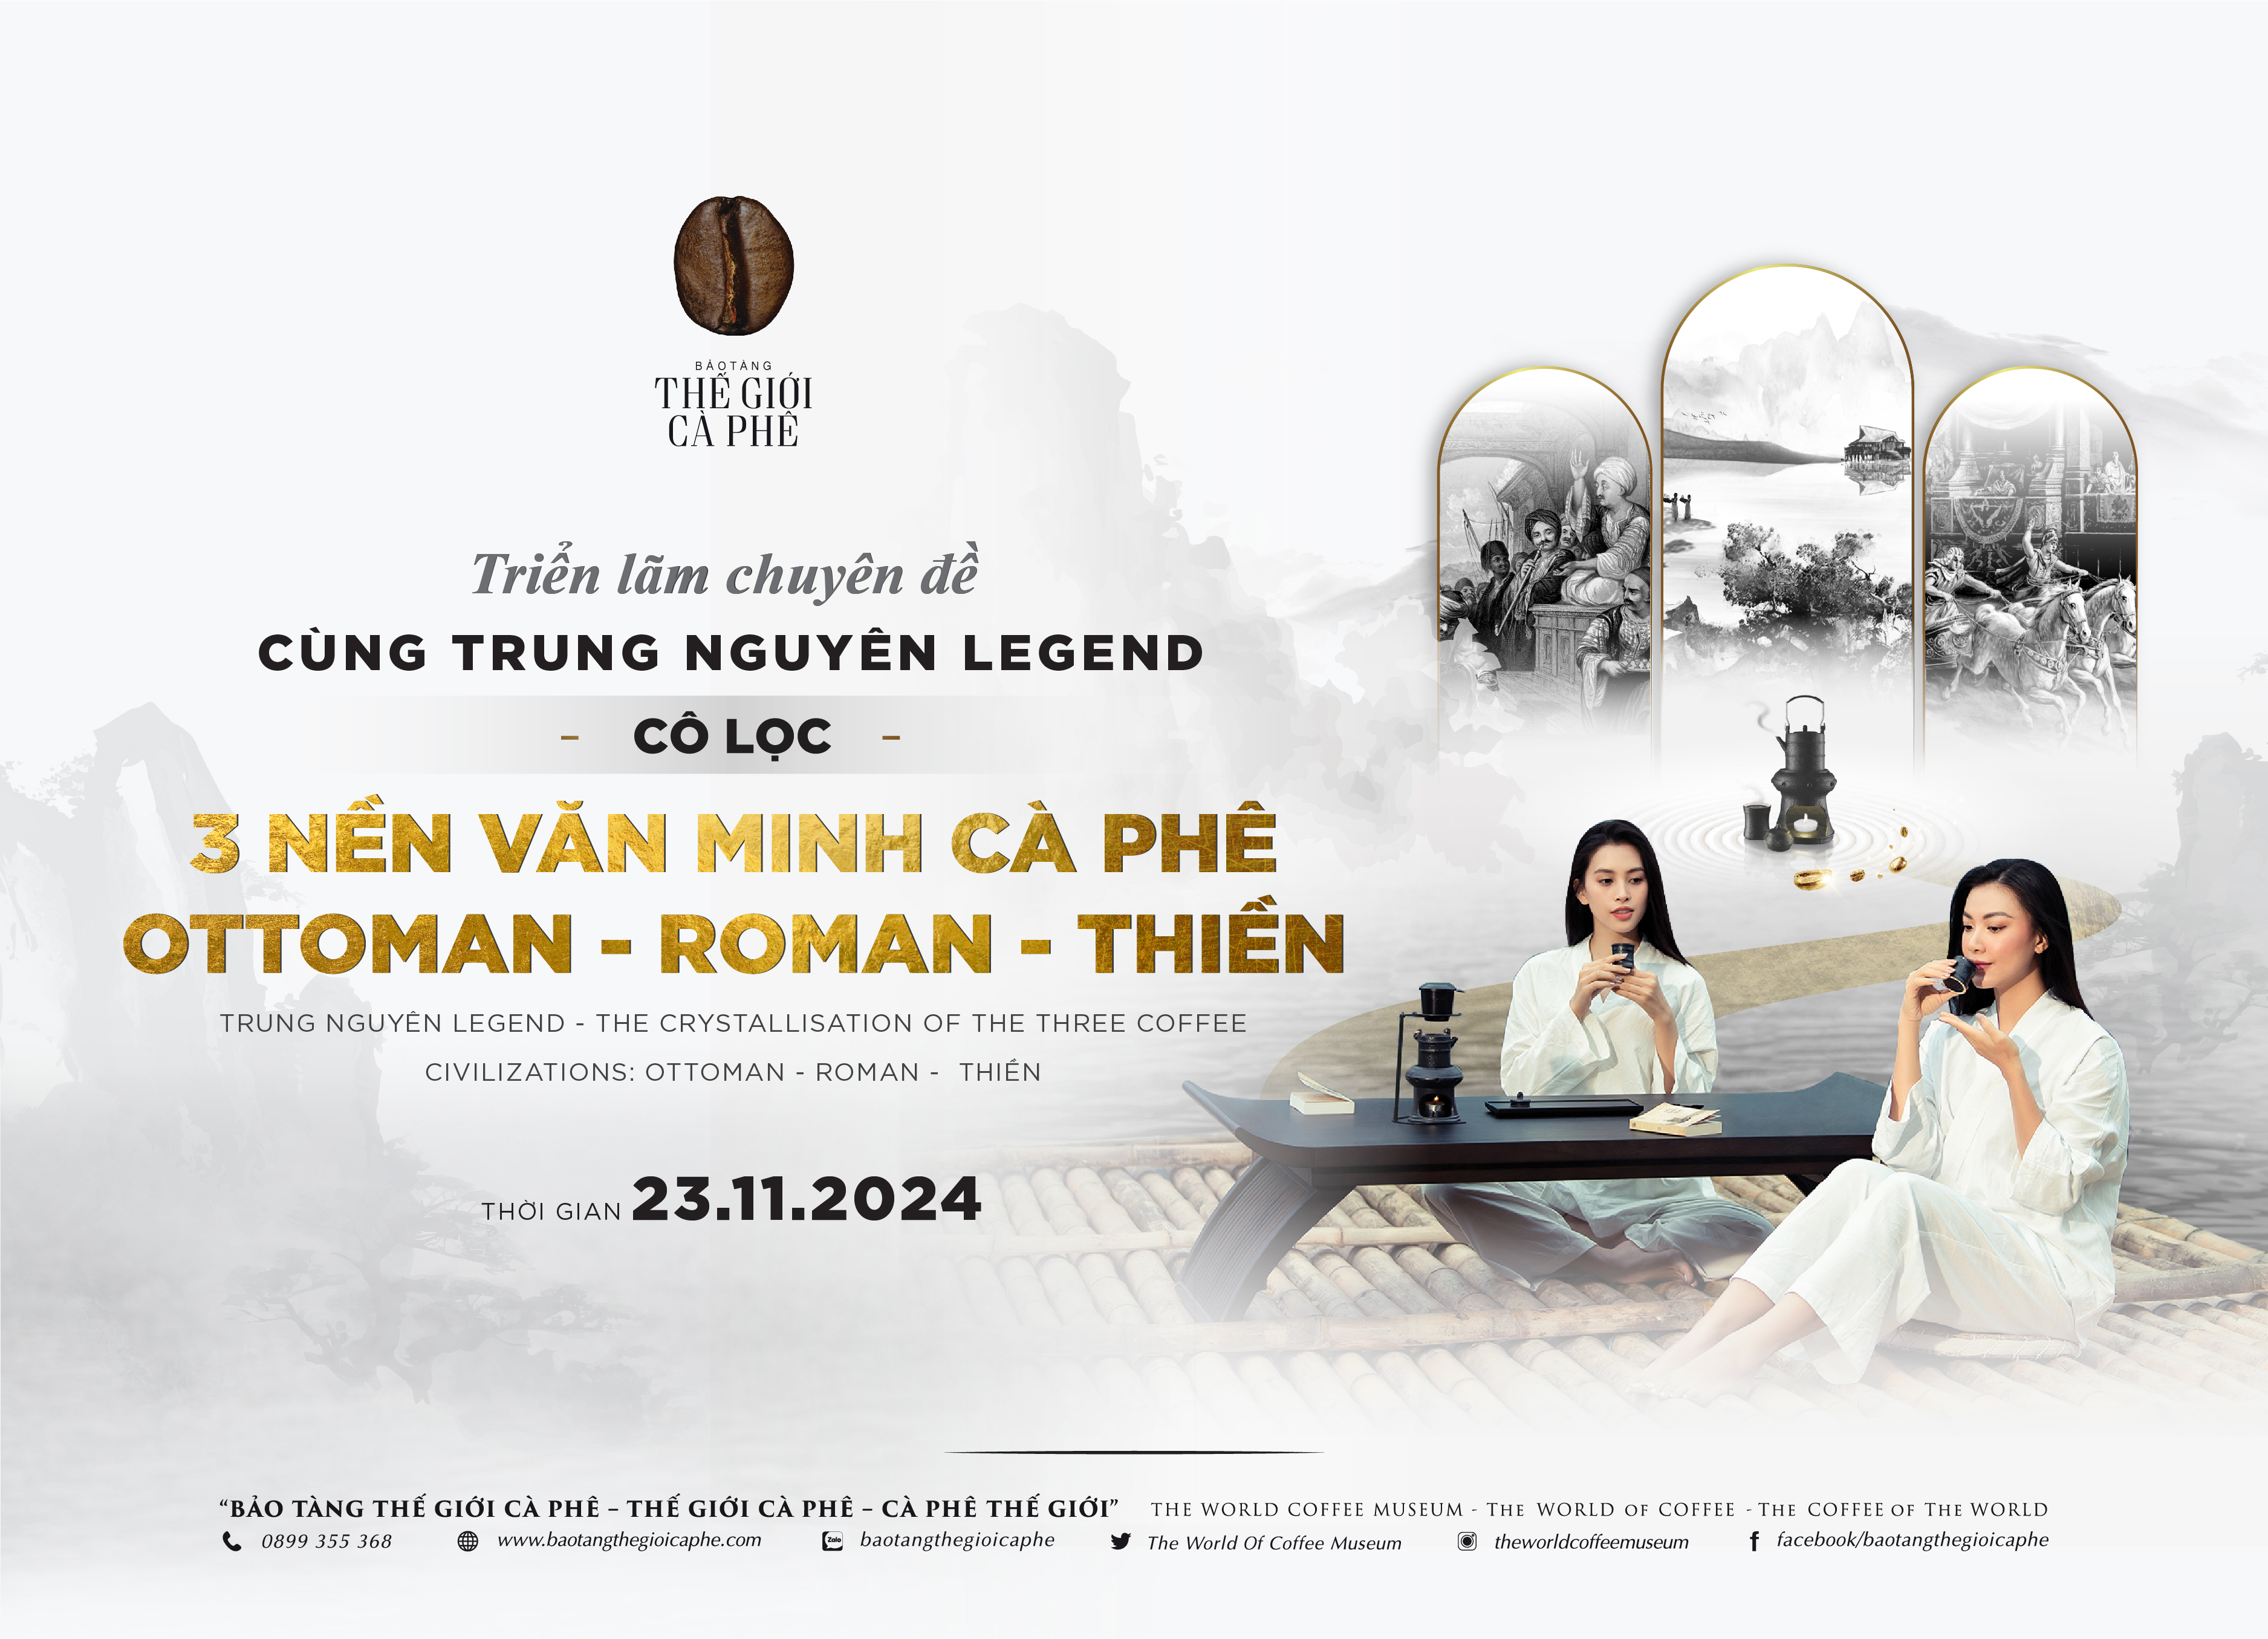 BẢO TÀNG
THẾ GIỚI
CÀ PHÊ
Triển lãm chuyên đề
CÙNG TRUNG NGUYÊN LEGEND
- CÔ LỌC -
3 NỀN VĂN MINH CÀ PHÊ
OTTOMAN - ROMAN - THIỀN
TRUNG NGUYÊN LEGEND - THE CRYSTALLISATION OF THE THREE COFFEE
CIVILIZATIONS: OTTOMAN - ROMAN - THIỀN
THỜI GIAN 23.11.2024
“BẢO TÀNG THẾ GIỚI CÀ PHÊ – THẾ GIỚI CÀ PHÊ – CÀ PHÊ THẾ GIỚI” THE WORLD COFFEE MUSEUM - THE WORLD OF COFFEE - THE COFFEE OF THE WORLD
0899 355 368 www.baotangthegioicaphe.com Zalo baotangthegioicaphe The World Of Coffee Museum theworldcoffeemuseum facebook/baotangthegioicaphe